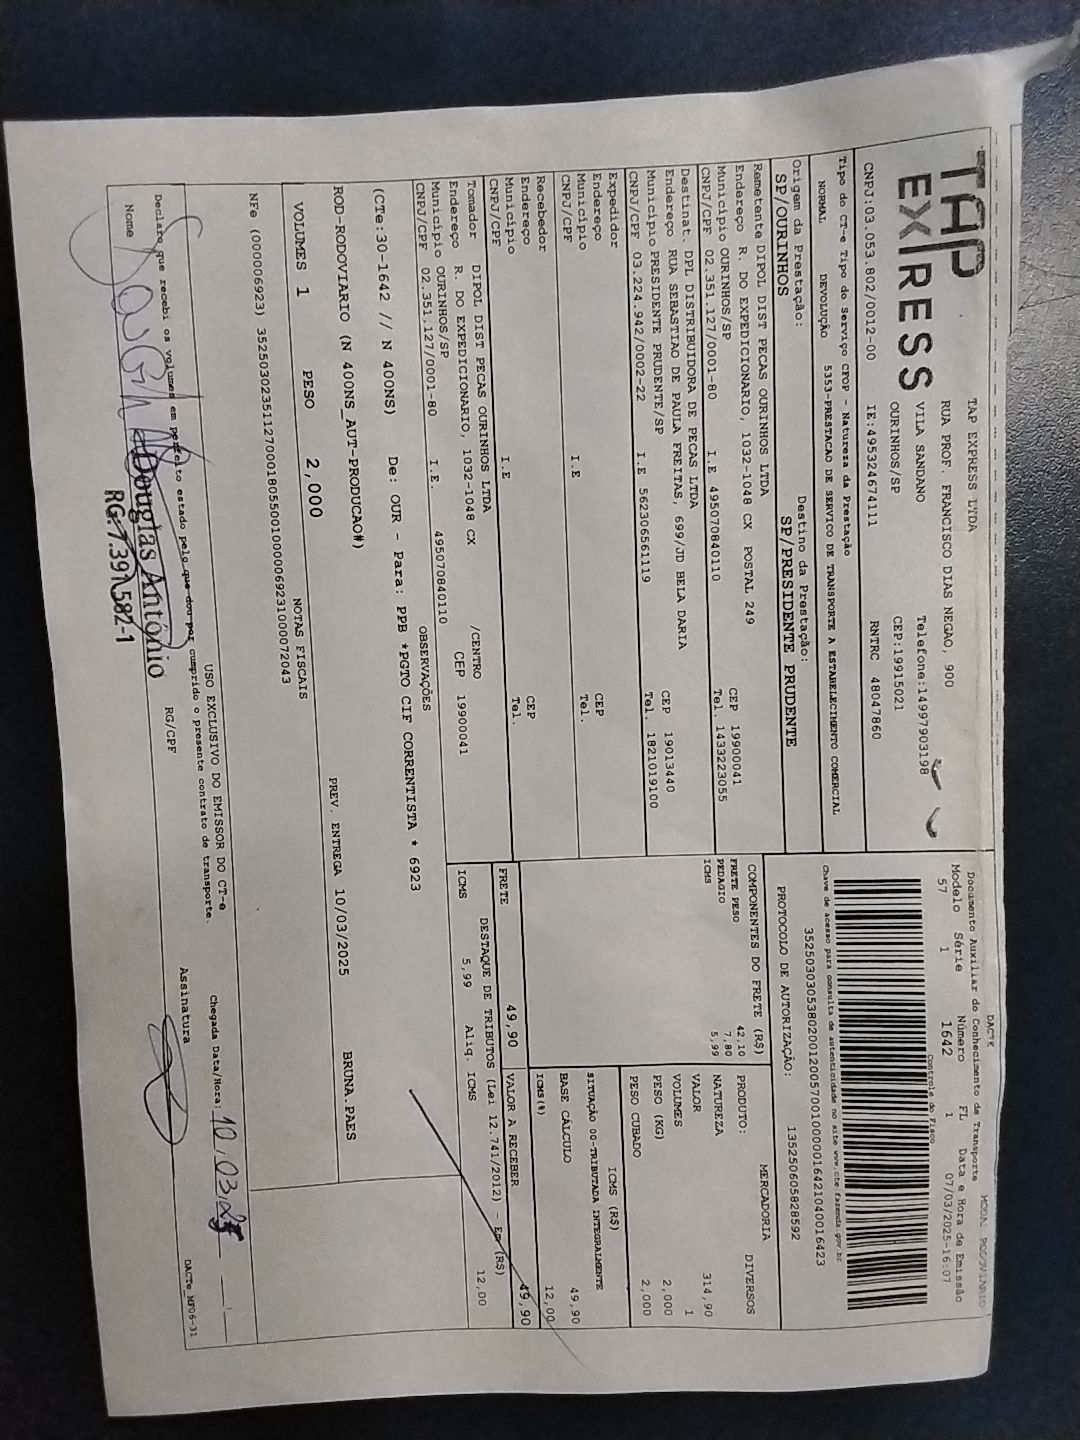 TAP
EXPRESS
TAP EXPRESS LTDA
RUA PROF. FRANCISCO DIAS NEGAO, 900
VILA SANDANO Telefone:14997903198
OURINHOS/SP CEP:19915021
CNPJ:03.053.802/0012-00 IE:495324674111 RNTRC 48047860
DACTE MODAL RODOVIARIO
Documento Auxiliar do Conhecimento de Transporte
Modelo Série Número FL Data e Hora de Emissão
57 1 1642 1 07/03/2025-16:07
Controle do Fisco
Chave de acesso para consulta de autenticidade no site www.cte.fazenda.gov.br
35250303053802001200570010000016421040016423
PROTOCOLO DE AUTORIZAÇÃO: 135250605828592
Tipo do CT-e Tipo do Serviço CFOP - Natureza da Prestação
NORMAL DEVOLUÇÃO 5353-PRESTACAO DE SERVICO DE TRANSPORTE A ESTABELECIMENTO COMERCIAL
Origem da Prestação: Destino da Prestação:
SP/OURINHOS SP/PRESIDENTE PRUDENTE
Remetente DIPOL DIST PECAS OURINHOS LTDA
Endereço R. DO EXPEDICIONARIO, 1032-1048 CX POSTAL 249
Município OURINHOS/SP CEP 19900041
CNPJ/CPF 02.351.127/0001-80 I.E 495070840110 Tel. 1433223055
Destinat. DPL DISTRIBUIDORA DE PECAS LTDA
Endereço RUA SEBASTIAO DE PAULA FREITAS, 699/JD BELA DARIA
Município PRESIDENTE PRUDENTE/SP CEP 19013440
CNPJ/CPF 03.224.942/0002-22 I.E 562306561119 Tel. 1821019100
Expedidor
Endereço
Município CEP
CNPJ/CPF I.E Tel.
Recebedor
Endereço
Município CEP
CNPJ/CPF I.E Tel.
Tomador DIPOL DIST PECAS OURINHOS LTDA
Endereço R. DO EXPEDICIONARIO, 1032-1048 CX /CENTRO
Município OURINHOS/SP CEP 19900041
CNPJ/CPF 02.351.127/0001-80 I.E. 495070840110
COMPONENTES DO FRETE (R$)
FRETE PESO 42,10
PEDAGIO 7,80
ICMS 5,99
FRETE 49,90
MERCADORIA
PRODUTO: DIVERSOS
NATUREZA
VALOR 314,90
VOLUMES 1
PESO (KG) 2,000
PESO CUBADO 2,000
ICMS (R$)
SITUAÇÃO 00-TRIBUTADA INTEGRALMENTE
BASE CÁLCULO 49,90
ICMS(%) 12,00
VALOR A RECEBER 49,90
DESTAQUE DE TRIBUTOS (Lei 12.741/2012) - Em (R$)
ICMS 5,99 Aliq. ICMS 12,00
OBSERVAÇÕES
(CTe:30-1642 // N 400NS) De: OUR - Para: PPB *PGTO CIF CORRENTISTA * 6923
ROD-RODOVIARIO (N 400NS_AUT-PRODUCAO#)
PREV. ENTREGA 10/03/2025 BRUNA.PAES
VOLUMES 1 PESO 2,000
NOTAS FISCAIS
NFe (000006923) 35250302351127000180550010000069231000072043
USO EXCLUSIVO DO EMISSOR DO CT-e
Declaro que recebi os volumes em perfeito estado pelo que dou por cumprido o presente contrato de transporte.
Chegada Data/Hora: 10,03,25
Nome RG/CPF Assinatura
Douglas António
RG.7.391.582-1
DACTe_MF06-31